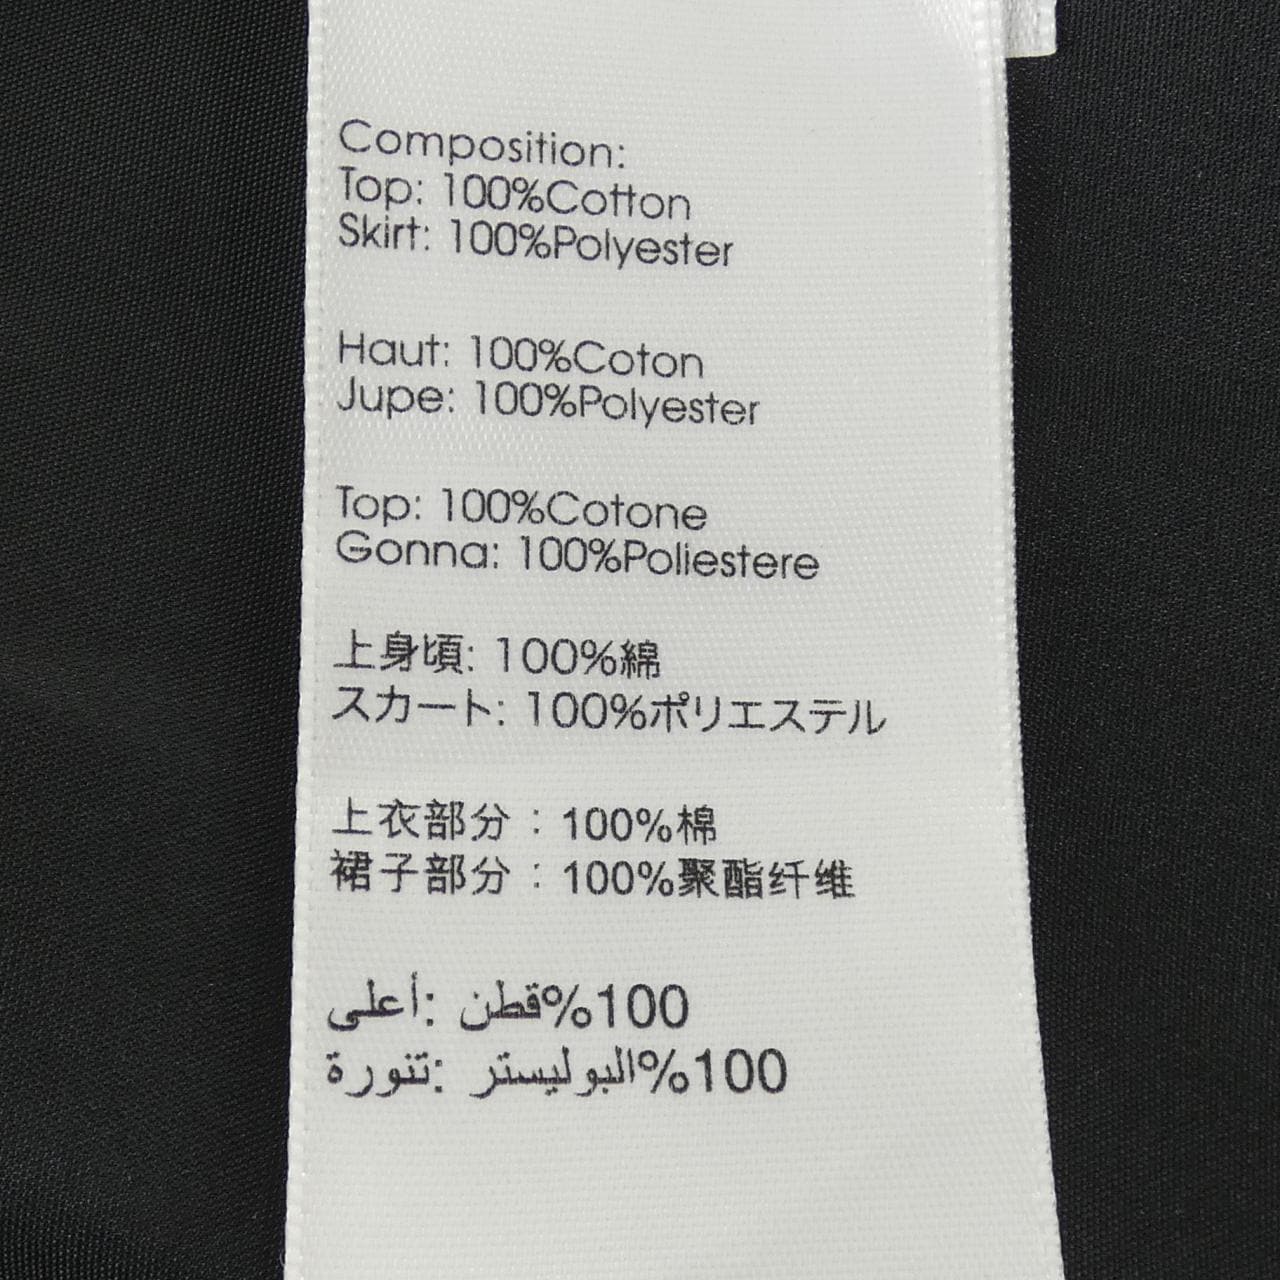 Composition:
Top: 100%Cotton
Skirt: 100%Polyester
Haut: 100%Coton
Jupe: 100%Polyester
Top: 100%Cotone
Gonna: 100%Poliestere
上身頃: 100%綿
スカート: 100%ポリエステル
上衣部分：100%棉
裙子部分：100%聚酯纤维
أعلى: قطن%100
تنورة: البوليستر%100